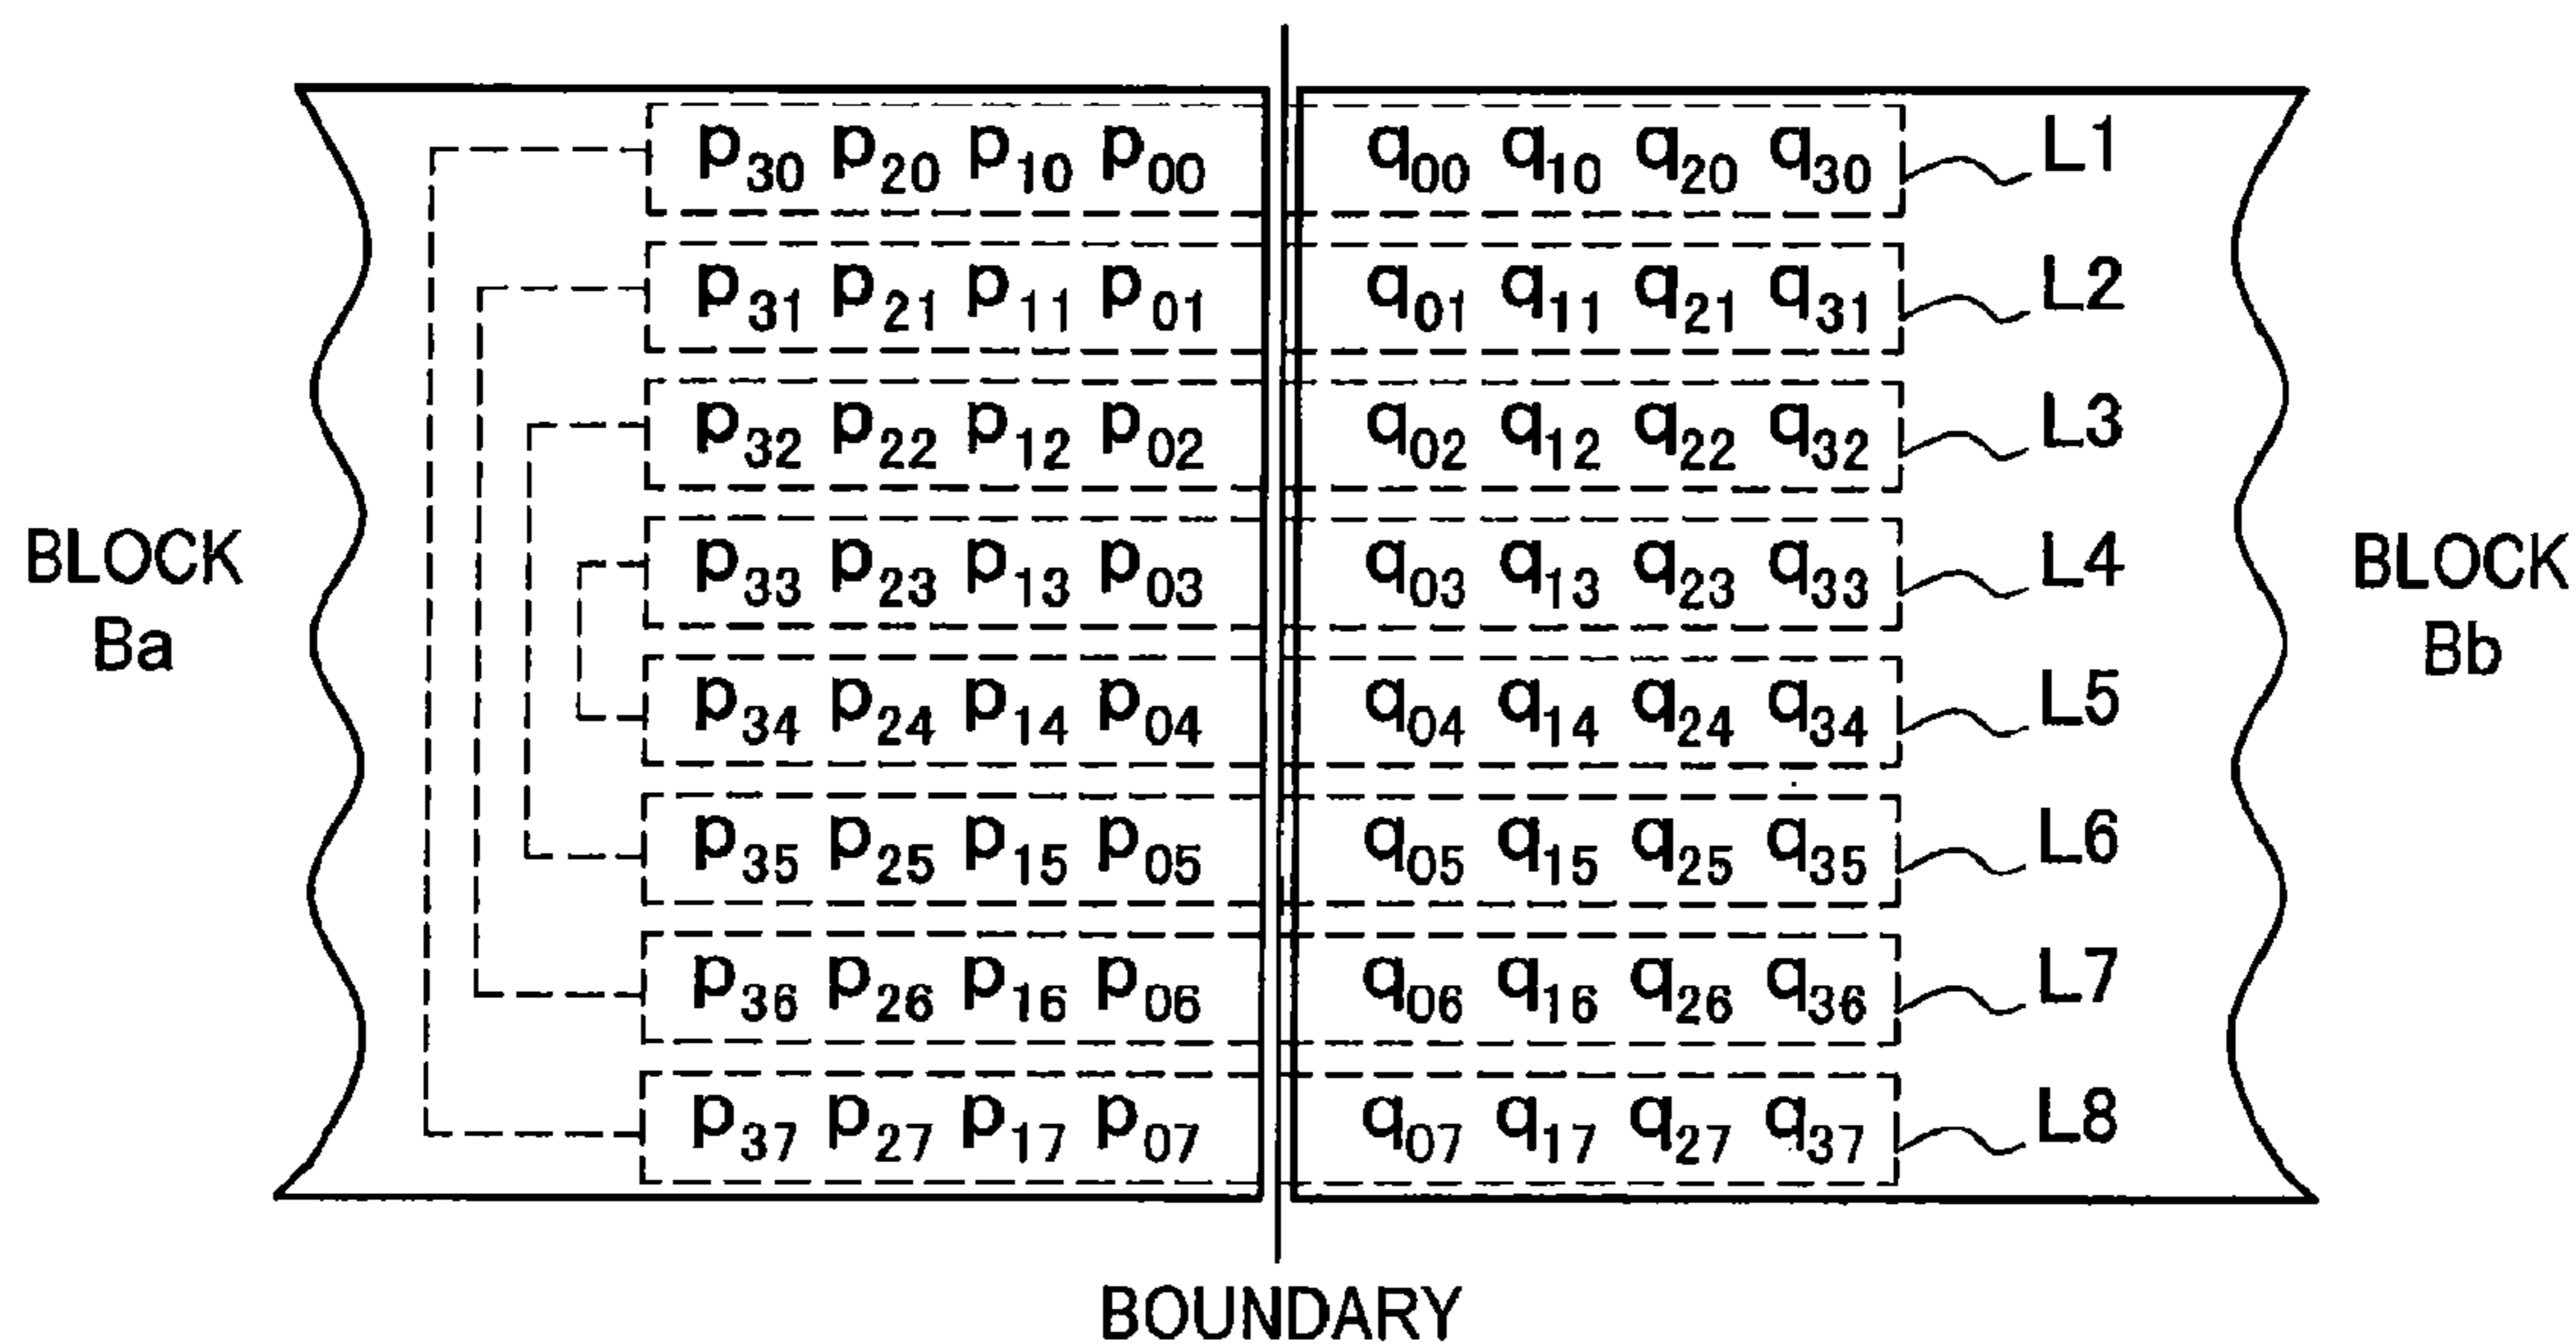 p30 p20 p10 p00 q00 q10 q20 q30 L1
p31 p21 p11 p01 q01 q11 q21 q31 L2
p32 p22 p12 p02 q02 q12 q22 q32 L3
p33 p23 p13 p03 q03 q13 q23 q33 L4
BLOCK
Ba
BLOCK
Bb
p34 p24 p14 p04 q04 q14 q24 q34 L5
p35 p25 p15 p05 q05 q15 q25 q35 L6
p36 p26 p16 p06 q06 q16 q26 q36 L7
p37 p27 p17 p07 q07 q17 q27 q37 L8
BOUNDARY